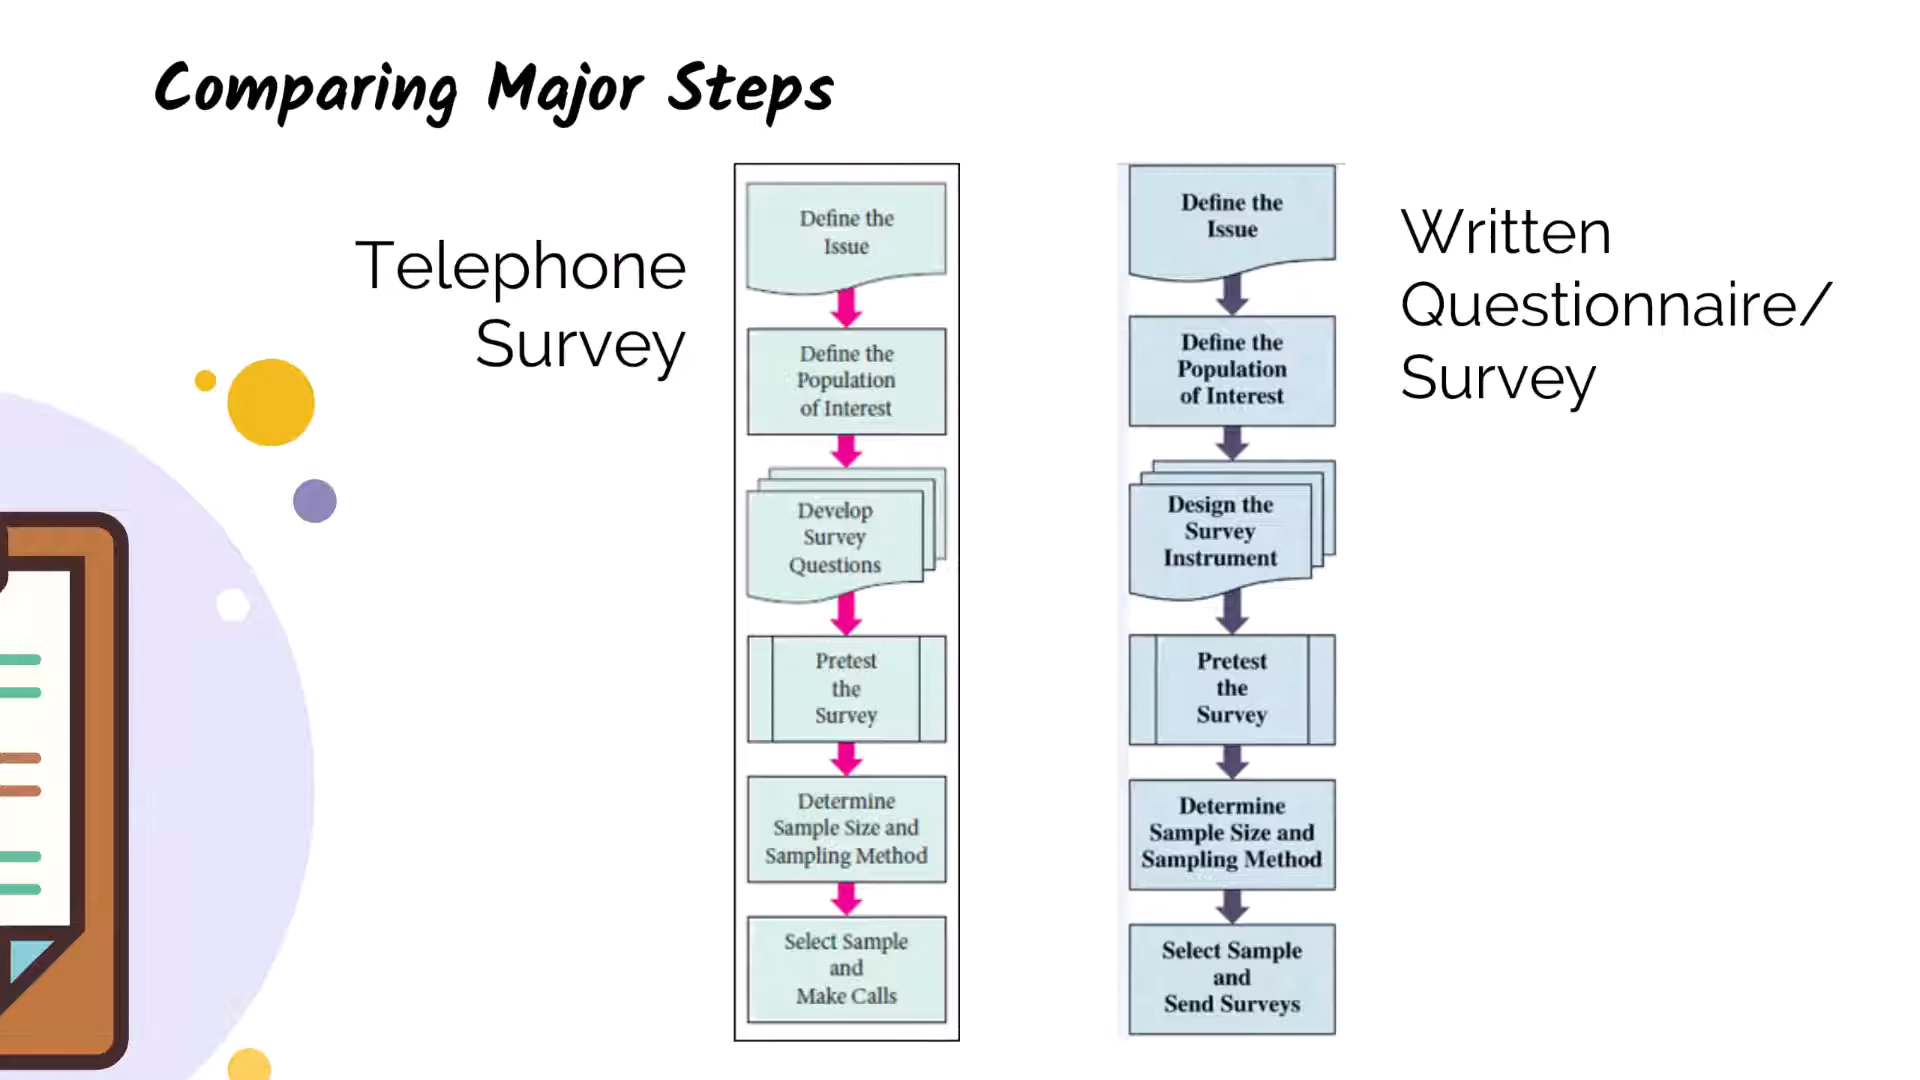 Comparing Major Steps
Telephone
Survey
Define the
Issue
Define the
Population
of Interest
Develop
Survey
Questions
Pretest
the
Survey
Determine
Sample Size and
Sampling Method
Select Sample
and
Make Calls
Define the
Issue
Define the
Population
of Interest
Design the
Survey
Instrument
Pretest
the
Survey
Determine
Sample Size and
Sampling Method
Select Sample
and
Send Surveys
Written
Questionnaire/
Survey